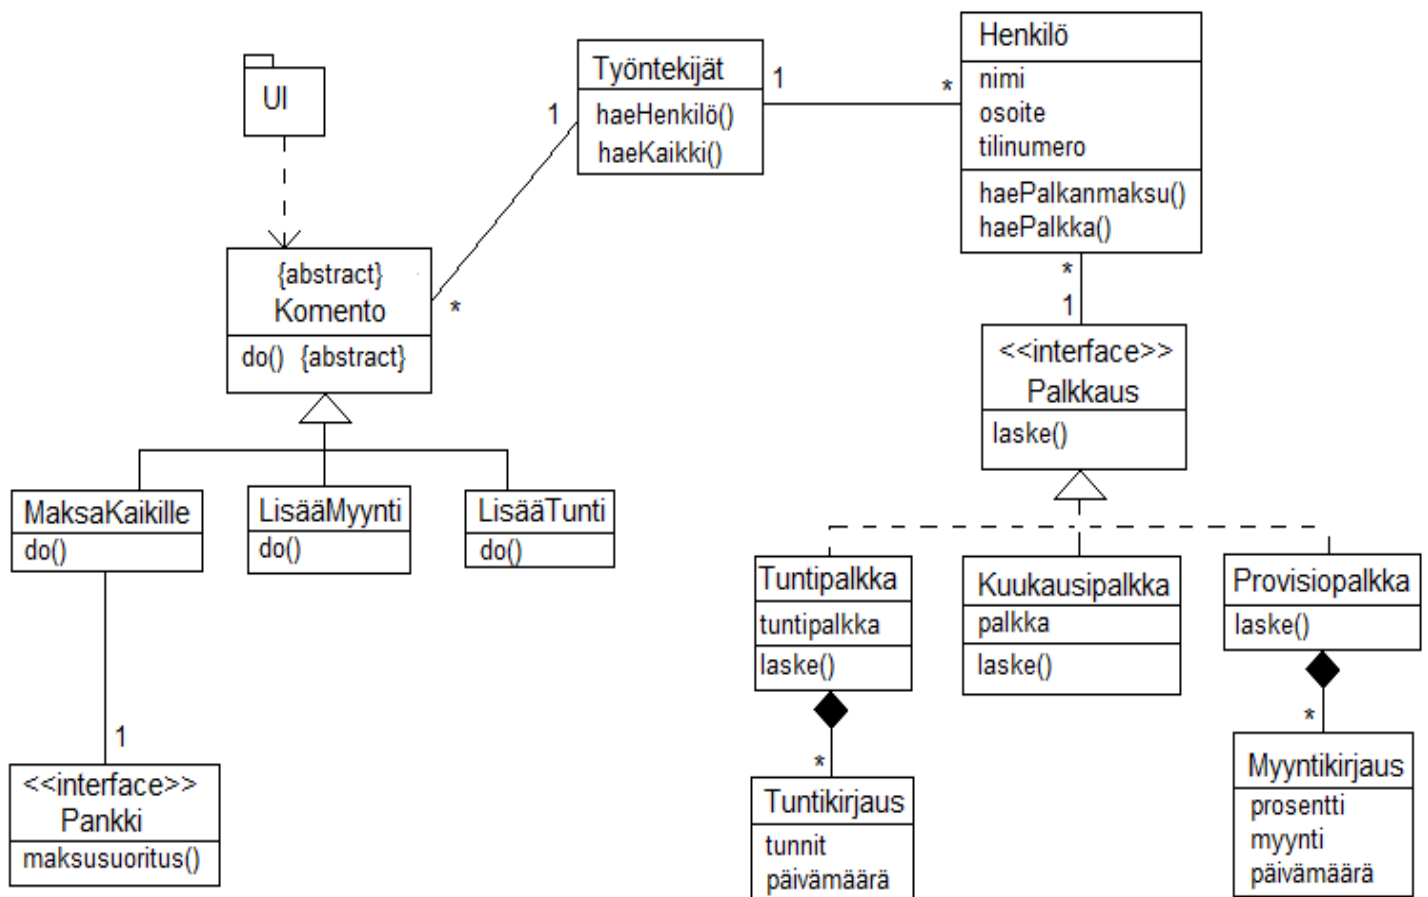 UI
{abstract}
Komento
do() {abstract}
1
*
Työntekijät
haeHenkilö()
haeKaikki()
1
*
Henkilö
nimi
osoite
tilinumero
haePalkanmaksu()
haePalkka()
*
1
<<interface>>
Palkkaus
laske()
MaksaKaikille
do()
LisääMyynti
do()
LisääTunti
do()
1
<<interface>>
Pankki
maksusuoritus()
Tuntipalkka
tuntipalkka
laske()
*
Tuntikirjaus
tunnit
päivämäärä
Kuukausipalkka
palkka
laske()
Provisiopalkka
laske()
*
Myyntikirjaus
prosentti
myynti
päivämäärä